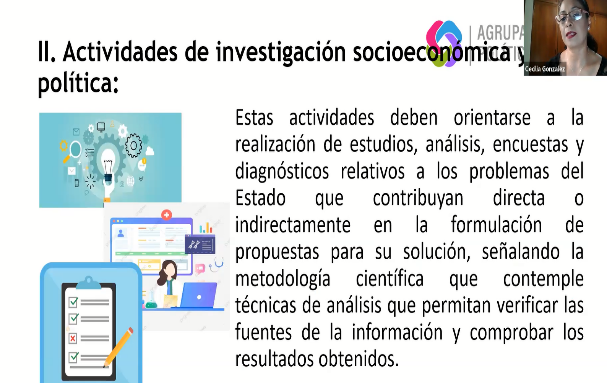 II. Actividades de investigación socioeconómica y
política:
AGRUPA
Cecilia González
Estas actividades deben orientarse a la
realización de estudios, análisis, encuestas y
diagnósticos relativos a los problemas del
Estado que contribuyan directa o
indirectamente en la formulación de
propuestas para su solución, señalando la
metodología científica que contemple
técnicas de análisis que permitan verificar las
fuentes de la información y comprobar los
resultados obtenidos.